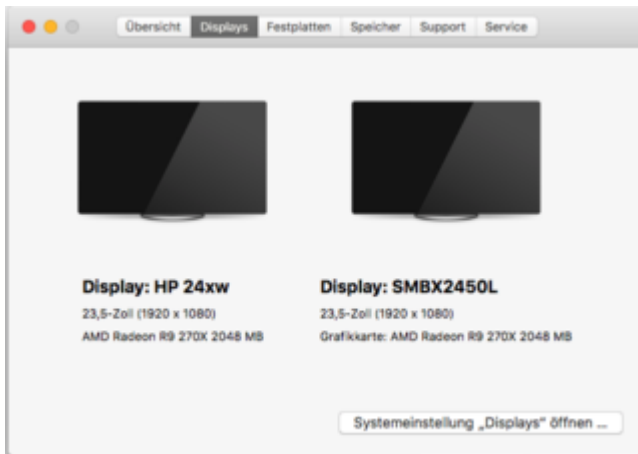 Übersicht Displays Festplatten Speicher Support Service
Display: HP 24xw
23,5-Zoll (1920 x 1080)
AMD Radeon R9 270X 2048 MB
Display: SMBX2450L
23,5-Zoll (1920 x 1080)
Grafikkarte: AMD Radeon R9 270X 2048 MB
Systemeinstellung „Displays“ öffnen ...